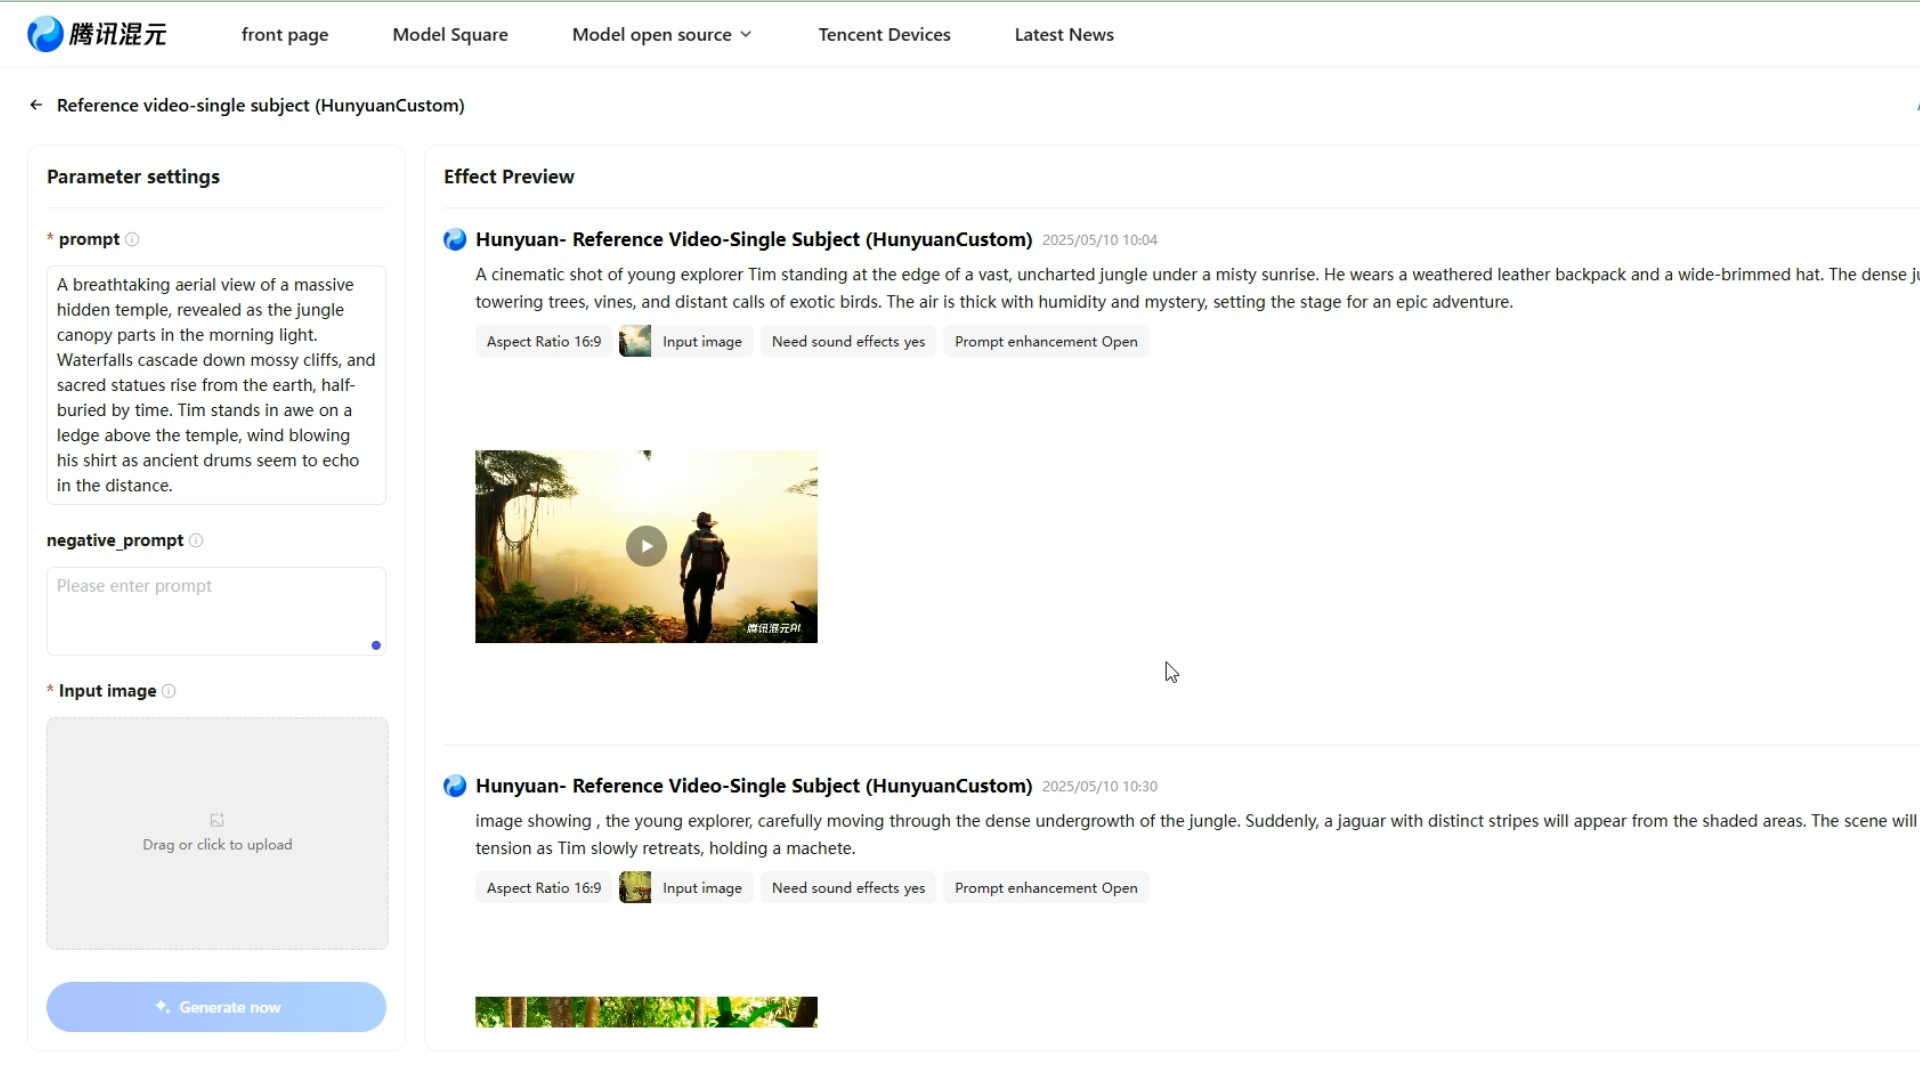 腾讯混元
front page
Model Square
Model open source
Tencent Devices
Latest News
Reference video-single subject (HunyuanCustom)
Parameter settings
* prompt
A breathtaking aerial view of a massive
hidden temple, revealed as the jungle
canopy parts in the morning light.
Waterfalls cascade down mossy cliffs, and
sacred statues rise from the earth, half-
buried by time. Tim stands in awe on a
ledge above the temple, wind blowing
his shirt as ancient drums seem to echo
in the distance.
negative_prompt
Please enter prompt
* Input image
Drag or click to upload
Generate now
Effect Preview
Hunyuan- Reference Video-Single Subject (HunyuanCustom) 2025/05/10 10:04
A cinematic shot of young explorer Tim standing at the edge of a vast, uncharted jungle under a misty sunrise. He wears a weathered leather backpack and a wide-brimmed hat. The dense
towering trees, vines, and distant calls of exotic birds. The air is thick with humidity and mystery, setting the stage for an epic adventure.
Aspect Ratio 16:9
Input image
Need sound effects yes
Prompt enhancement Open
腾讯混元AI
Hunyuan- Reference Video-Single Subject (HunyuanCustom) 2025/05/10 10:30
image showing , the young explorer, carefully moving through the dense undergrowth of the jungle. Suddenly, a jaguar with distinct stripes will appear from the shaded areas. The scene will
tension as Tim slowly retreats, holding a machete.
Aspect Ratio 16:9
Input image
Need sound effects yes
Prompt enhancement Open